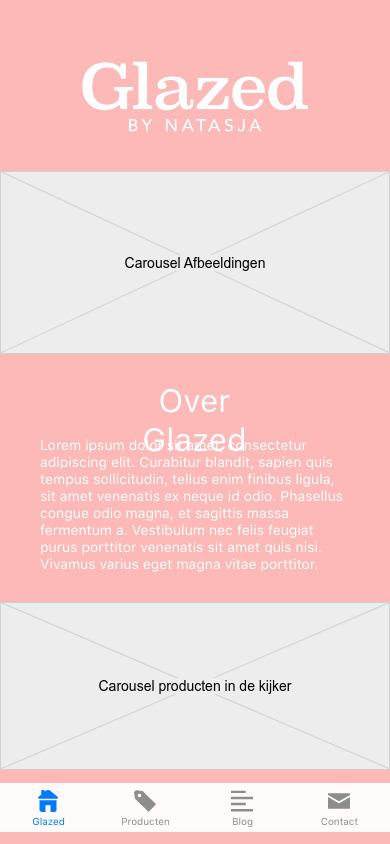 Glazed
BY NATASJA
Carousel Afbeeldingen
Over
Glazed
Lorem ipsum dolor sit amet, consectetur
adipiscing elit. Curabitur blandit, sapien quis
tempus sollicitudin, tellus enim finibus ligula,
sit amet venenatis ex neque id odio. Phasellus
congue odio magna, et sagittis massa
fermentum a. Vestibulum nec felis feugiat
purus porttitor venenatis sit amet quis nisi.
Vivamus varius eget magna vitae porttitor.
Carousel producten in de kijker
Glazed
Producten
Blog
Contact